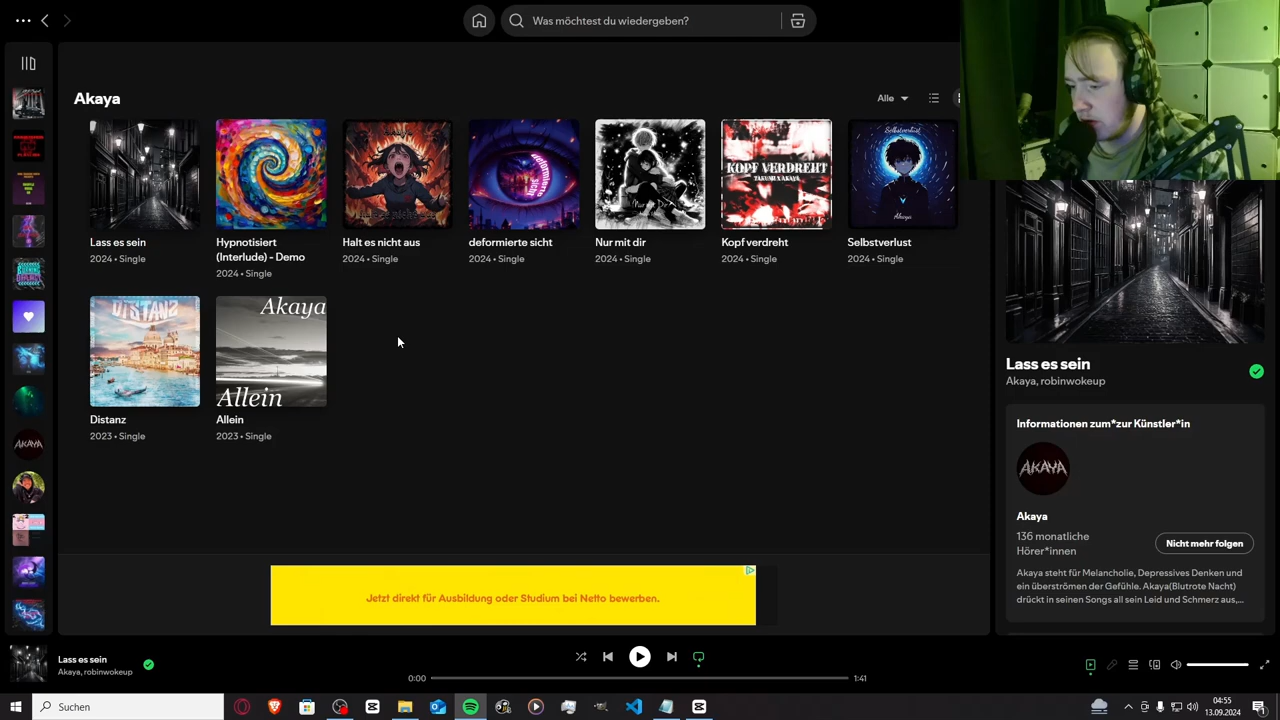 Was möchtest du wiedergeben?
Akaya
Alle
KOPF VERDREHT
TAKUMI X AKAYA
Selbstverlust
Akaya
Lass es sein
2024 • Single
Hypnotisiert
(Interlude) - Demo
2024 • Single
Halt es nicht aus
2024 • Single
deformierte sicht
2024 • Single
Nur mit dir
2024 • Single
Kopf verdreht
2024 • Single
Selbstverlust
2024 • Single
DISTANZ
Akaya
Allein
Distanz
2023 • Single
Allein
2023 • Single
Lass es sein
Akaya, robinwokeup
Informationen zum*zur Künstler*in
AKAYA
Akaya
136 monatliche
Hörer*innen
Nicht mehr folgen
Akaya steht für Melancholie, Depressives Denken und
ein überströmen der Gefühle. Akaya(Blutrote Nacht)
drückt in seinen Songs all sein Leid und Schmerz aus,...
AKAYA
Jetzt direkt für Ausbildung oder Studium bei Netto bewerben.
Lass es sein
Akaya, robinwokeup
0:00
1:41
Suchen
04:55
13.09.2024